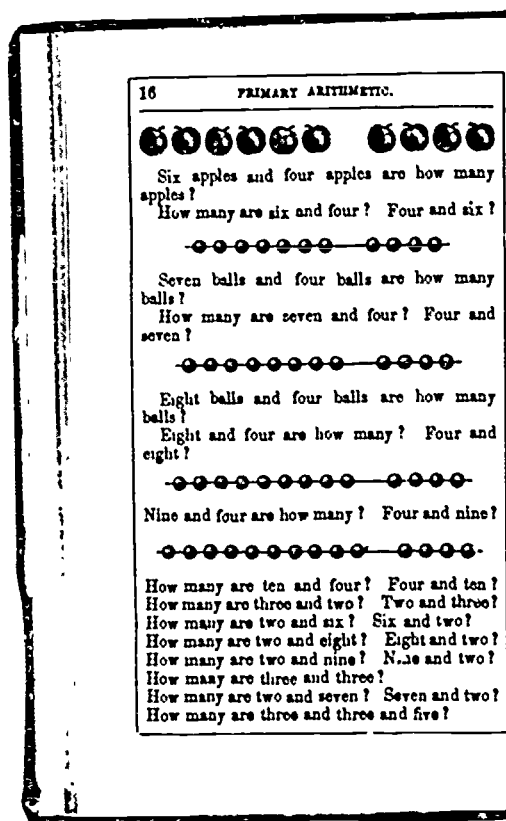 16 PRIMARY ARITHMETIC.
Six apples and four apples are how many
apples?
How many are six and four? Four and six?
Seven balls and four balls are how many
balls?
How many are seven and four? Four and
seven?
Eight balls and four balls are how many
balls?
Eight and four are how many? Four and
eight?
Nine and four are how many? Four and nine?
How many are ten and four? Four and ten?
How many are three and two? Two and three?
How many are two and six? Six and two?
How many are two and eight? Eight and two?
How many are two and nine? Nine and two?
How many are three and three?
How many are two and seven? Seven and two?
How many are three and three and five?